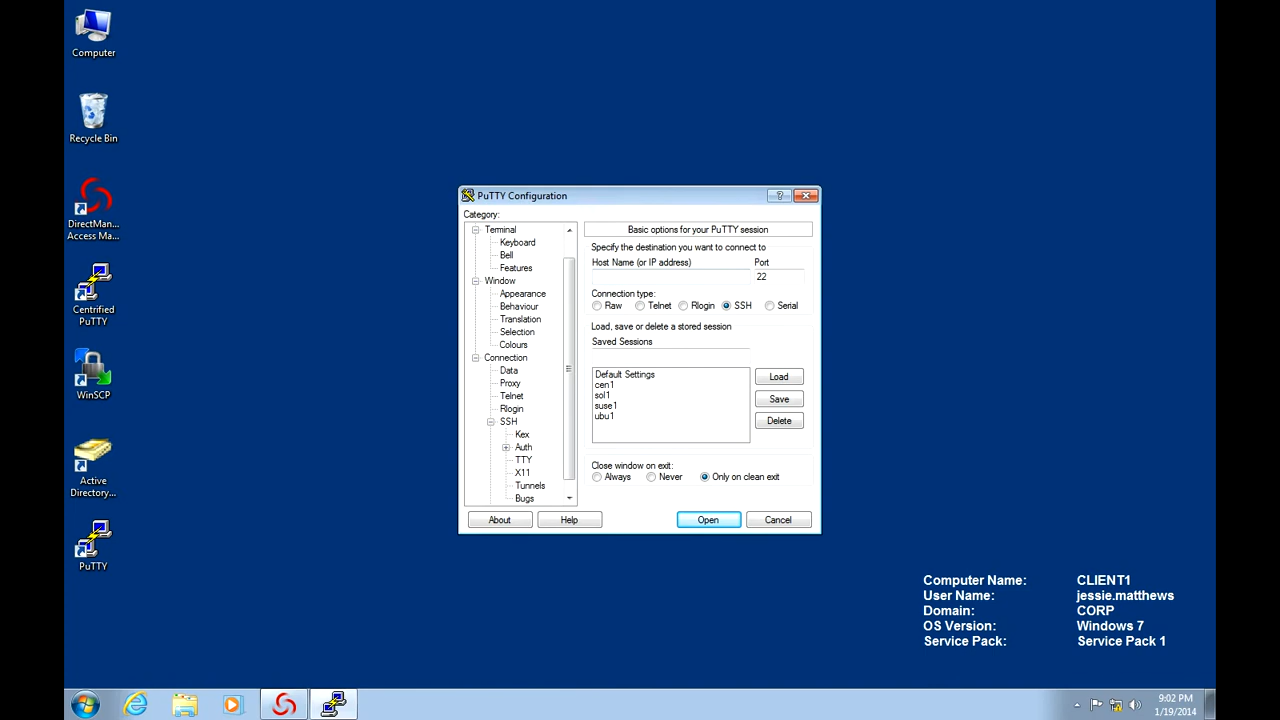 Computer
Recycle Bin
DirectMan...
Access Ma...
Centrified
PuTTY
WinSCP
Active
Directory...
PuTTY
PuTTY Configuration
?
Category:
Terminal
Keyboard
Bell
Features
Window
Appearance
Behaviour
Translation
Selection
Colours
Connection
Data
Proxy
Telnet
Rlogin
SSH
Kex
Auth
TTY
X11
Tunnels
Bugs
Basic options for your PuTTY session
Specify the destination you want to connect to
Host Name (or IP address) Port
22
Connection type:
Raw Telnet Rlogin SSH Serial
Load, save or delete a stored session
Saved Sessions
Default Settings
cen1
sol1
suse1
ubu1
Load
Save
Delete
Close window on exit:
Always Never Only on clean exit
About Help Open Cancel
Computer Name: CLIENT1
User Name: jessie.matthews
Domain: CORP
OS Version: Windows 7
Service Pack: Service Pack 1
9:02 PM
1/19/2014